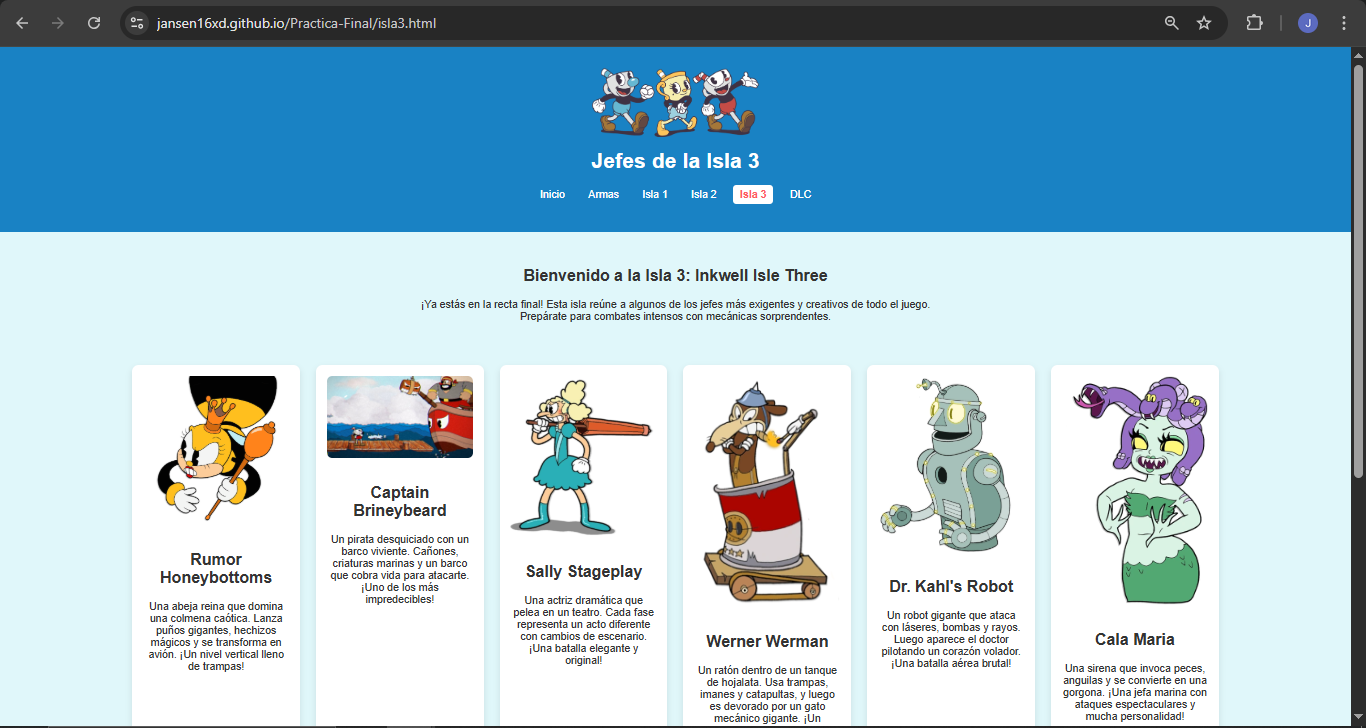 jansen16xd.github.io/Practica-Final/isla3.html
J
Jefes de la Isla 3
Inicio Armas Isla 1 Isla 2 Isla 3 DLC
Bienvenido a la Isla 3: Inkwell Isle Three
¡Ya estás en la recta final! Esta isla reúne a algunos de los jefes más exigentes y creativos de todo el juego.
Prepárate para combates intensos con mecánicas sorprendentes.
Rumor
Honeybottoms
Una abeja reina que domina
una colmena caótica. Lanza
puños gigantes, hechizos
mágicos y se transforma en
avión. ¡Un nivel vertical lleno
de trampas!
Captain
Brineybeard
Un pirata desquiciado con un
barco viviente. Cañones,
criaturas marinas y un barco
que cobra vida para atacarte.
¡Uno de los más
impredecibles!
Sally Stageplay
Una actriz dramática que
pelea en un teatro. Cada fase
representa un acto diferente
con cambios de escenario.
¡Una batalla elegante y
original!
Werner Werman
Un ratón dentro de un tanque
de hojalata. Usa trampas,
imanes y catapultas, y luego
es devorado por un gato
mecánico gigante. ¡Un
Dr. Kahl's Robot
Un robot gigante que ataca
con láseres, bombas y rayos.
Luego aparece el doctor
pilotando un corazón volador.
¡Una batalla aérea brutal!
Cala Maria
Una sirena que invoca peces,
anguilas y se convierte en una
gorgona. ¡Una jefa marina con
ataques espectaculares y
mucha personalidad!